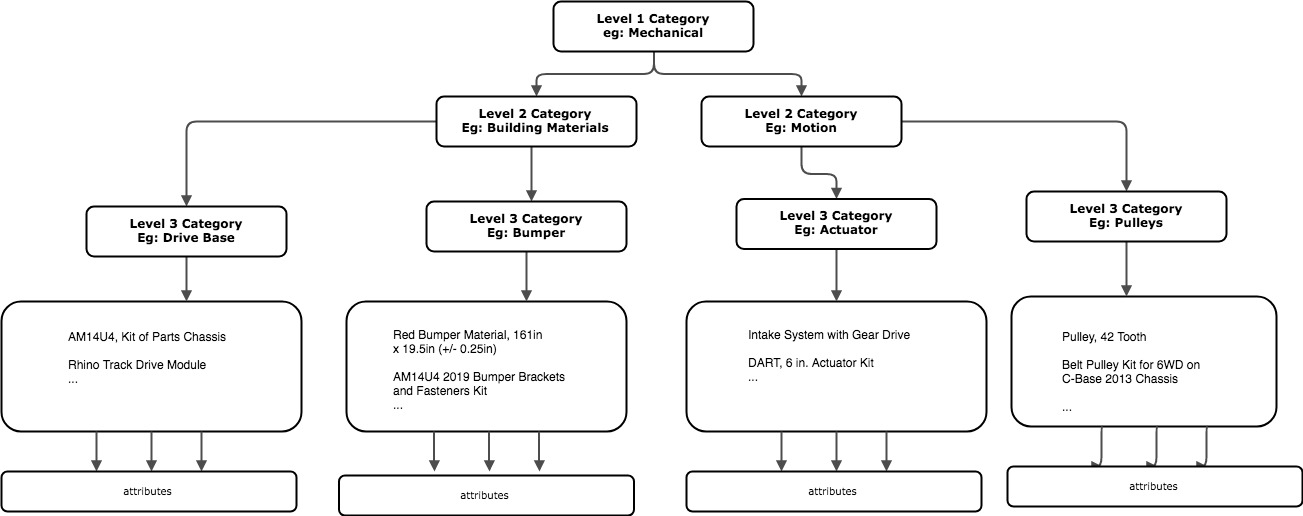 Level 1 Category
eg: Mechanical
Level 2 Category
Eg: Building Materials
Level 2 Category
Eg: Motion
Level 3 Category
Eg: Drive Base
Level 3 Category
Eg: Bumper
Level 3 Category
Eg: Actuator
Level 3 Category
Eg: Pulleys
AM14U4, Kit of Parts Chassis
Rhino Track Drive Module
...
Red Bumper Material, 161in
x 19.5in (+/- 0.25in)
AM14U4 2019 Bumper Brackets
and Fasteners Kit
...
Intake System with Gear Drive
DART, 6 in. Actuator Kit
...
Pulley, 42 Tooth
Belt Pulley Kit for 6WD on
C-Base 2013 Chassis
...
attributes
attributes
attributes
attributes